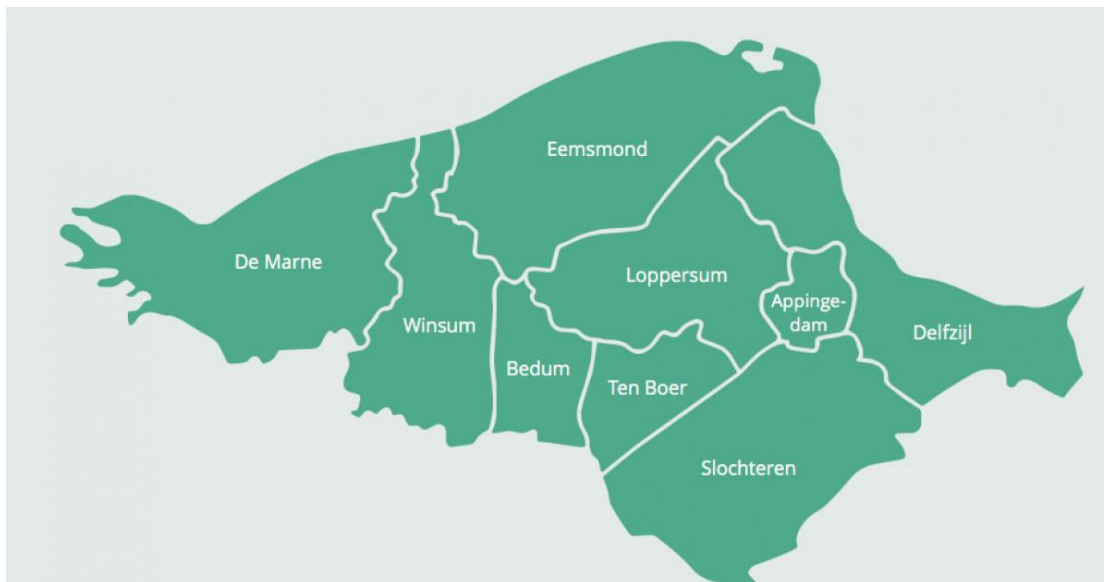 Eemsmond
De Marne
Loppersum
Appinge-
dam
Winsum
Delfzijl
Bedum
Ten Boer
Slochteren